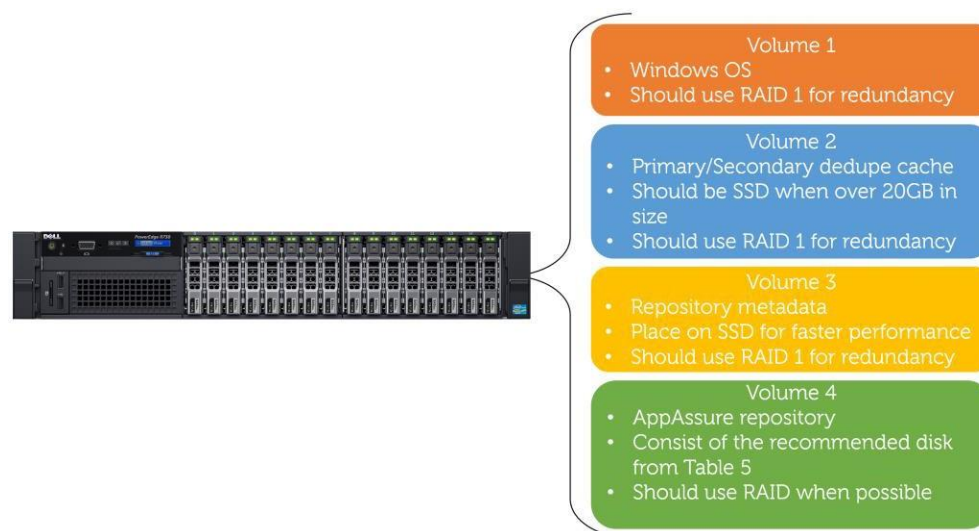 Volume 1
• Windows OS
• Should use RAID 1 for redundancy
Volume 2
• Primary/Secondary dedupe cache
• Should be SSD when over 20GB in
size
• Should use RAID 1 for redundancy
Volume 3
• Repository metadata
• Place on SSD for faster performance
• Should use RAID 1 for redundancy
Volume 4
• AppAssure repository
• Consist of the recommended disk
from Table 5
• Should use RAID when possible
DELL